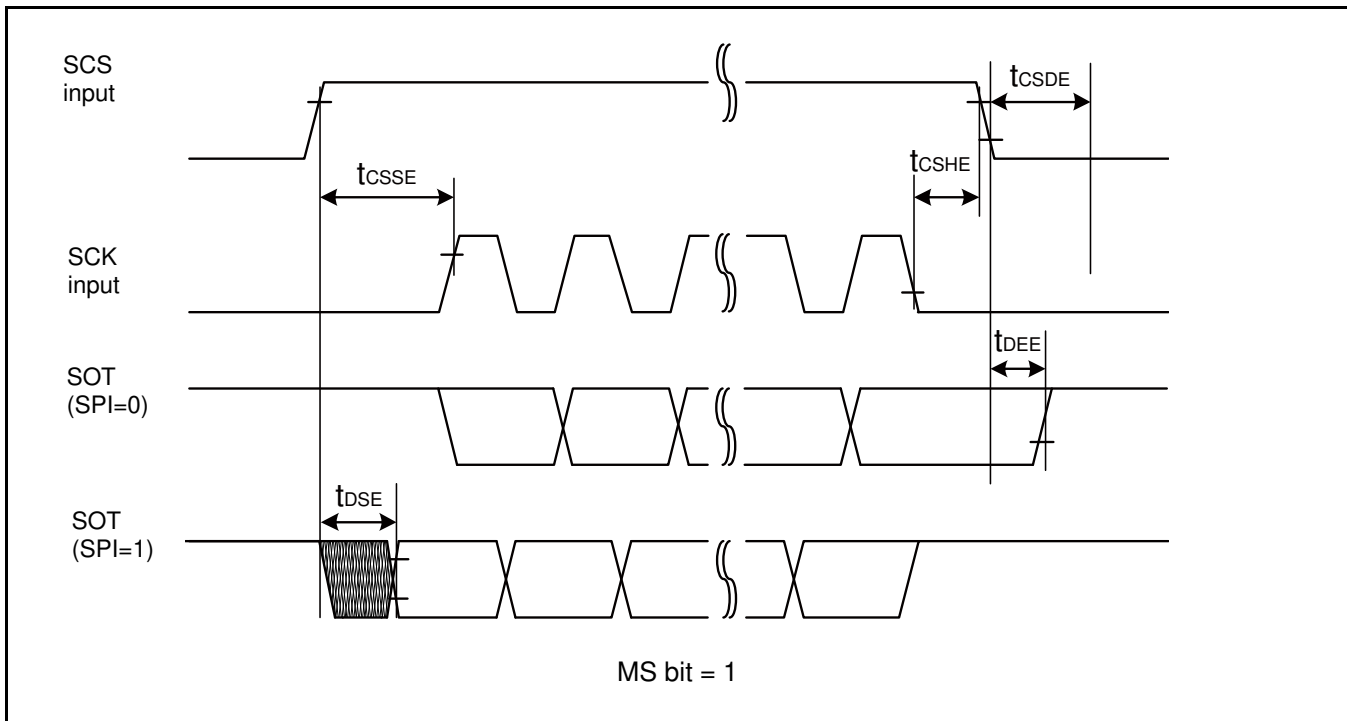 SCS
input
tCSDE
tCSSE
tCSHE
SCK
input
tDEE
SOT
(SPI=0)
tDSE
SOT
(SPI=1)
MS bit = 1